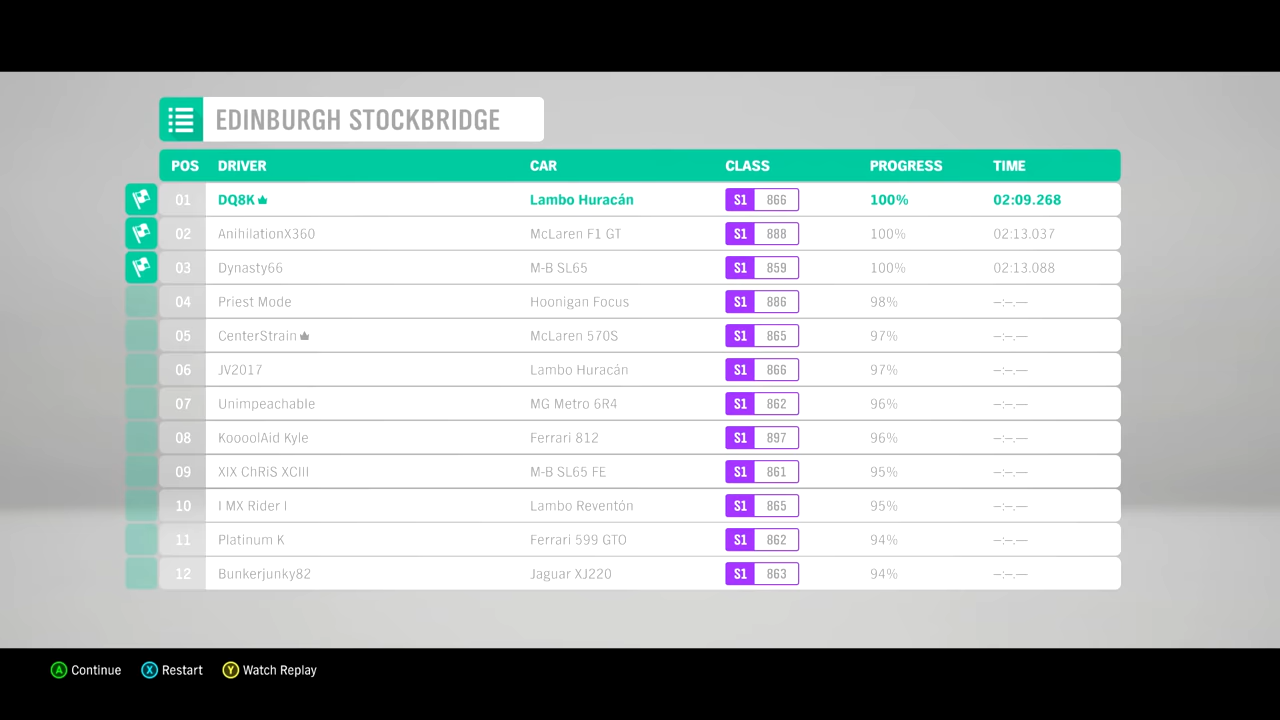 EDINBURGH STOCKBRIDGE
POS DRIVER CAR CLASS PROGRESS TIME
01 DQ8K Lambo Huracán S1 866 100% 02:09.268
02 AnihilationX360 McLaren F1 GT S1 888 100% 02:13.037
03 Dynasty66 M-B SL65 S1 859 100% 02:13.088
04 Priest Mode Hoonigan Focus S1 886 98% --:--.---
05 CenterStrain McLaren 570S S1 865 97% --:--.---
06 JV2017 Lambo Huracán S1 866 97% --:--.---
07 Unimpeachable MG Metro 6R4 S1 862 96% --:--.---
08 KoooolAid Kyle Ferrari 812 S1 897 96% --:--.---
09 XIX ChRiS XCIII M-B SL65 FE S1 861 95% --:--.---
10 I MX Rider I Lambo Reventón S1 865 95% --:--.---
11 Platinum K Ferrari 599 GTO S1 862 94% --:--.---
12 Bunkerjunky82 Jaguar XJ220 S1 863 94% --:--.---
A Continue X Restart Y Watch Replay